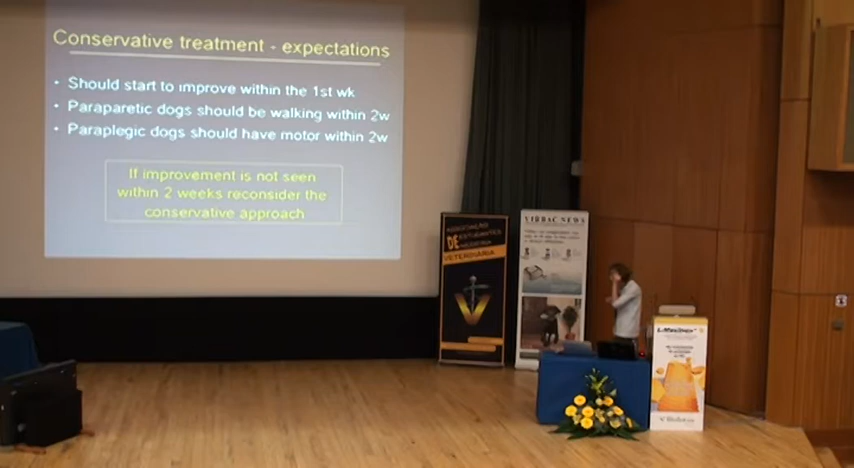 Conservative treatment - expectations
• Should start to improve within the 1st wk
• Paraparetic dogs should be walking within 2w
• Paraplegic dogs should have motor within 2w
If improvement is not seen
within 2 weeks reconsider the
conservative approach
DE
VETERINÁRIA
VIRBAC NEWS